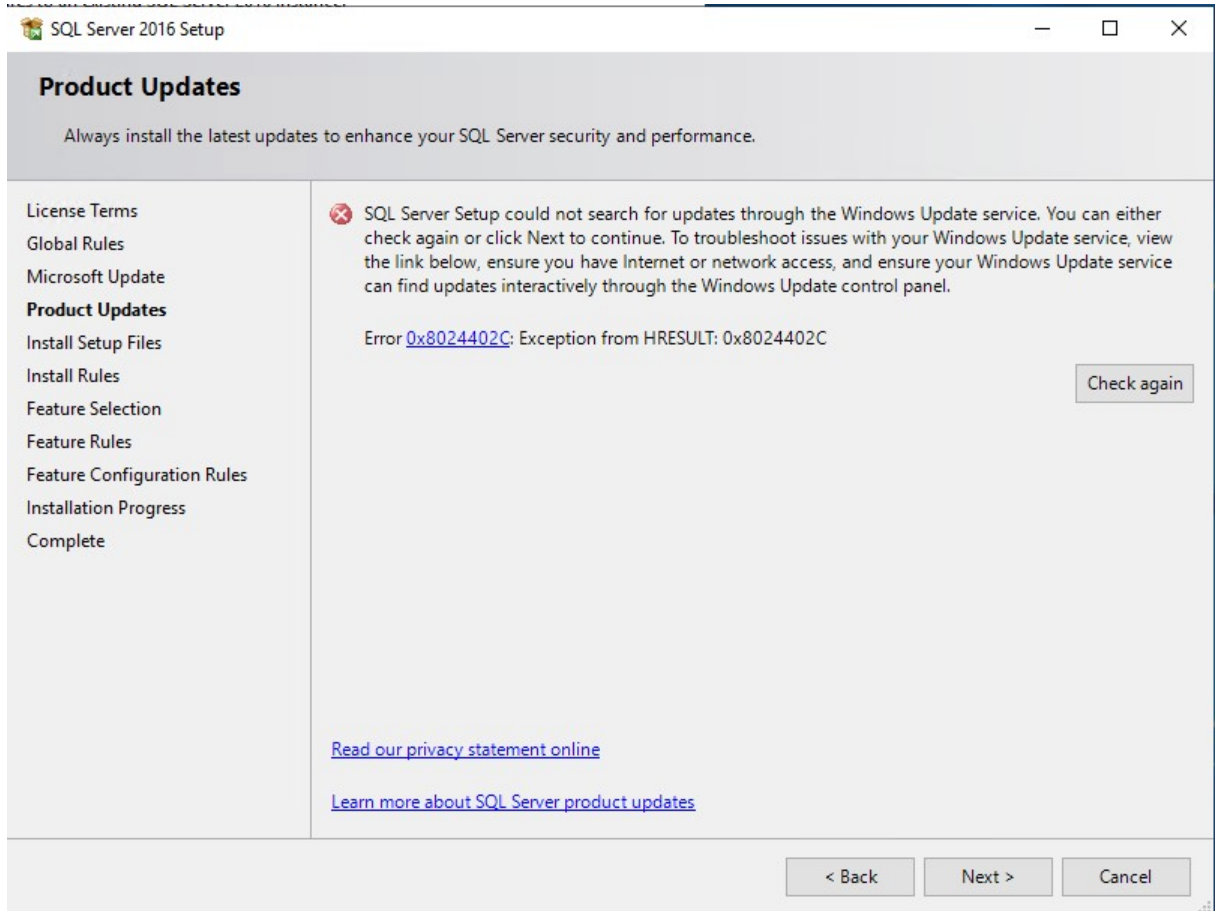 SQL Server 2016 Setup
Product Updates
Always install the latest updates to enhance your SQL Server security and performance.
License Terms
Global Rules
Microsoft Update
Product Updates
Install Setup Files
Install Rules
Feature Selection
Feature Rules
Feature Configuration Rules
Installation Progress
Complete
SQL Server Setup could not search for updates through the Windows Update service. You can either
check again or click Next to continue. To troubleshoot issues with your Windows Update service, view
the link below, ensure you have Internet or network access, and ensure your Windows Update service
can find updates interactively through the Windows Update control panel.
Error 0x8024402C: Exception from HRESULT: 0x8024402C
Check again
Read our privacy statement online
Learn more about SQL Server product updates
< Back
Next >
Cancel